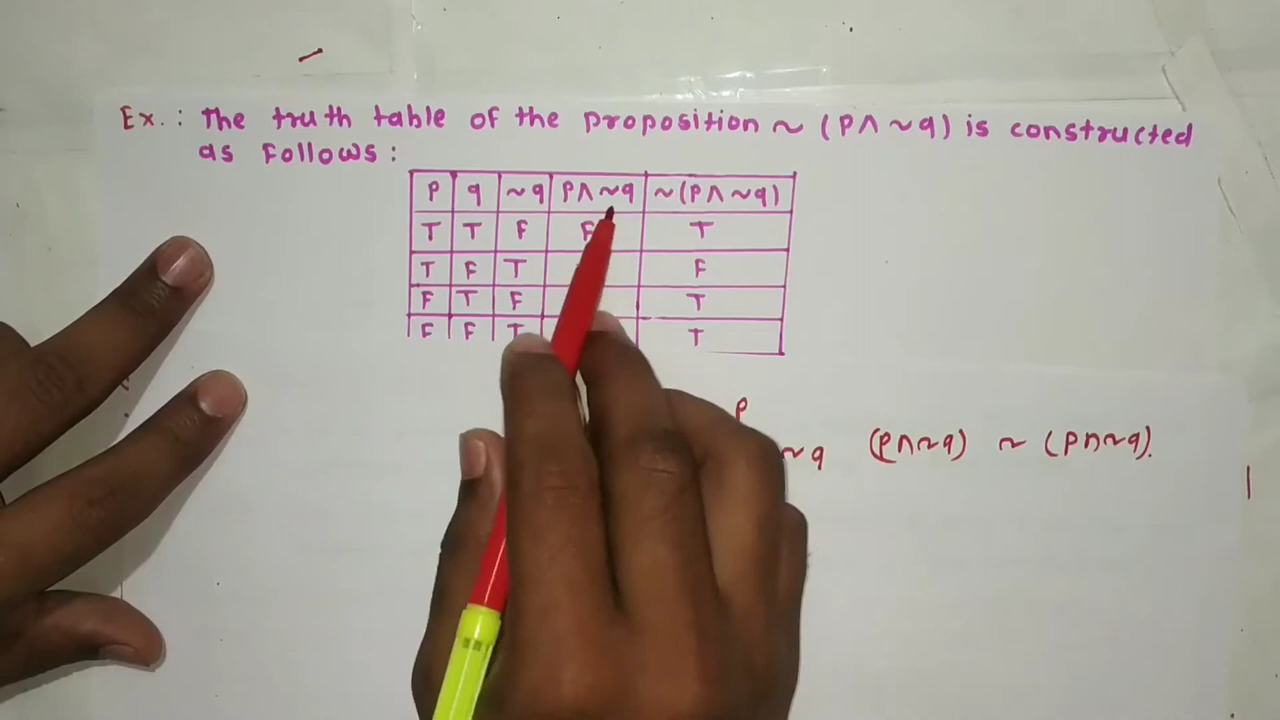 Ex.: The truth table of the proposition ~ (P∧ ~q) is constructed
as follows:
P q ~q P∧ ~q ~(P∧ ~q)
T T F F T
T F T F
F T F T
F F T T
P
~q (P∧~q) ~ (P∧~q).